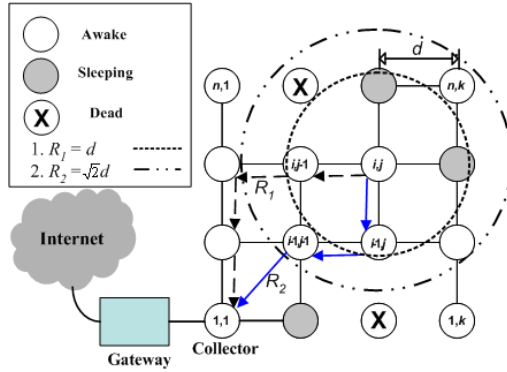 Awake
Sleeping
X Dead
1. R1 = d
2. R2 = √2d
d
n,1
X
n,k
i,j-1
i,j
R1
Internet
i-1,j-1
i-1,j
R2
1,1
X
1,k
Collector
Gateway